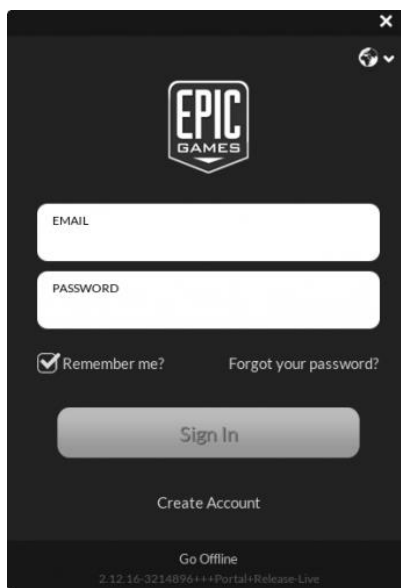 EPIC
GAMES
EMAIL
PASSWORD
Remember me? Forgot your password?
Sign In
Create Account
Go Offline
2.12.16-3214896+++Portal+Release-Live